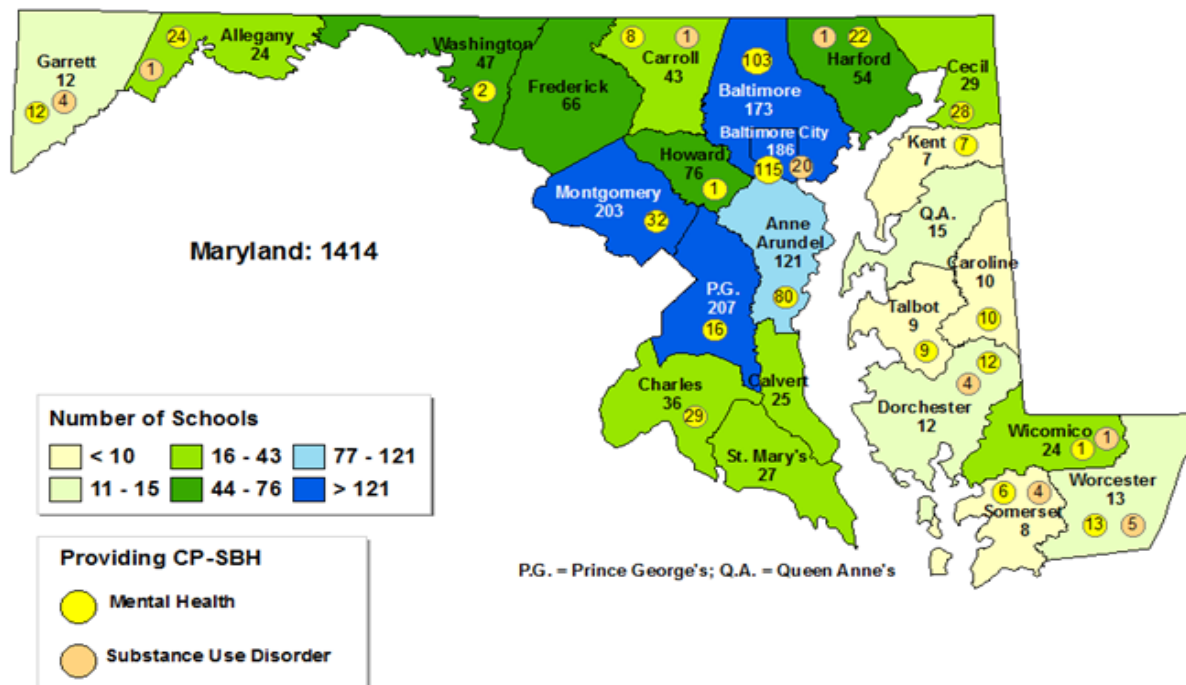 24
Allegany
24
1
Garrett
12
12
4
Washington
47
2
Frederick
66
8
1
Carroll
43
103
Baltimore
173
Baltimore City
186
115
20
1
22
Harford
54
Cecil
29
28
Kent
7
7
Howard
76
1
Montgomery
203
32
Anne
Arundel
121
80
Q.A.
15
Caroline
10
10
Talbot
9
9
Maryland: 1414
P.G.
207
16
Charles
36
29
Calvert
25
St. Mary's
27
12
4
Dorchester
12
Wicomico
24
1
1
6
4
Somerset
8
Worcester
13
13
5
Number of Schools
< 10
16 - 43
77 - 121
11 - 15
44 - 76
> 121
Providing CP-SBH
Mental Health
Substance Use Disorder
P.G. = Prince George's; Q.A. = Queen Anne's